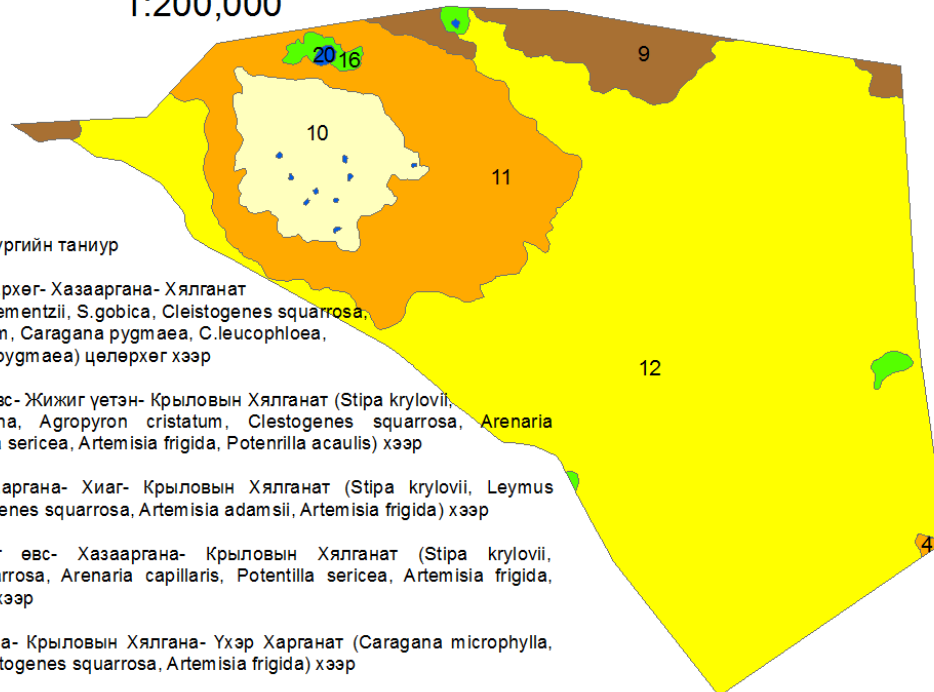 1:200,000
9
20 16
10
11
ургийн таниур
рхөг- Хазааргана- Хялганат
ementzii, S.gobica, Cleistogenes squarrosa,
m, Caragana pygmaea, C.leucophloea,
pygmaea) цөлөрхөг хээр
12
вс- Жижиг үетэн- Крыловын Хялганат (Stipa krylovii,
na, Agropyron cristatum, Clestogenes squarrosa, Arenaria
a sericea, Artemisia frigida, Potenrilla acaulis) хээр
аргана- Хиаг- Крыловын Хялганат (Stipa krylovii, Leymus
genes squarrosa, Artemisia adamsii, Artemisia frigida) хээр
4
г өвс- Хазааргана- Крыловын Хялганат (Stipa krylovii,
arrosa, Arenaria capillaris, Potentilla sericea, Artemisia frigida,
хээр
а- Крыловын Хялгана- Үхэр Харганат (Caragana microphylla,
togenes squarrosa, Artemisia frigida) хээр